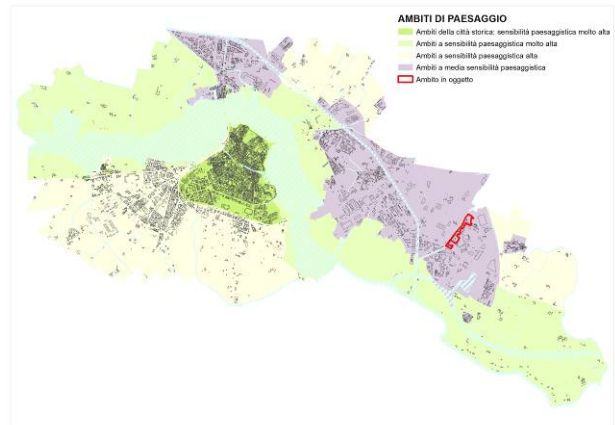 AMBITI DI PAESAGGIO
Ambiti della città storica: sensibilità paesaggistica molto alta
Ambiti a sensibilità paesaggistica molto alta
Ambiti a sensibilità paesaggistica alta
Ambiti a media sensibilità paesaggistica
Ambito in oggetto